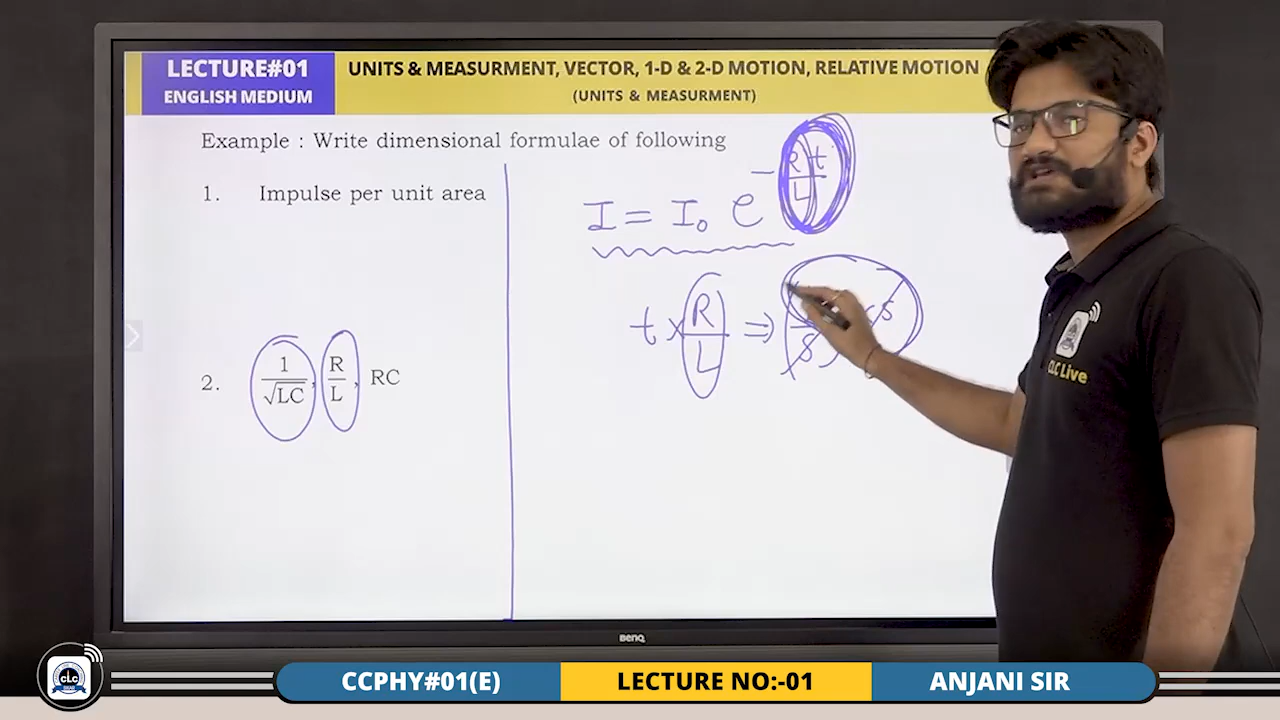 LECTURE#01
ENGLISH MEDIUM
UNITS & MEASURMENT, VECTOR, 1-D & 2-D MOTION, RELATIVE MOTION
(UNITS & MEASURMENT)
Example : Write dimensional formulae of following
1. Impulse per unit area
I = I₀ e^(-(R/L)t)
t × R/L ⇒
2. 1/√LC, R/L, RC
CLC Live
BenQ
CLC
SIKAR
CCPHY#01(E)
LECTURE NO:-01
ANJANI SIR